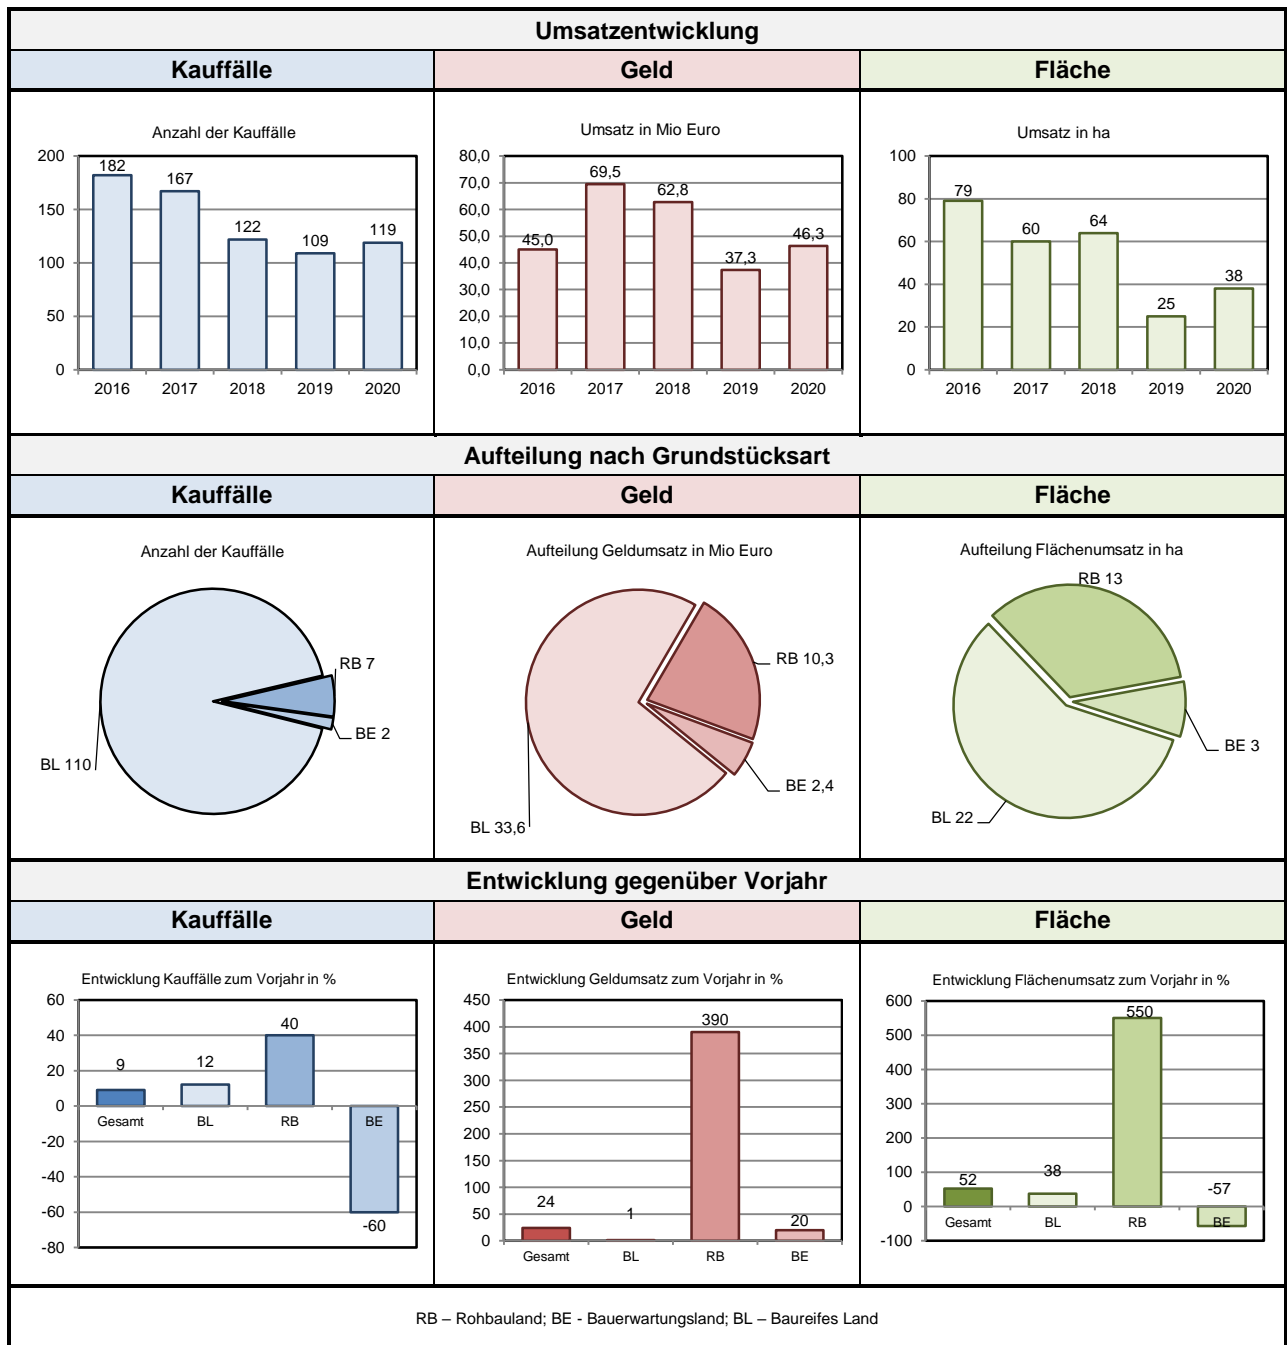 Umsatzentwicklung
Kauffälle
Geld
Fläche
Anzahl der Kauffälle
200
150
100
50
0
182
167
122
109
119
2016 2017 2018 2019 2020
Umsatz in Mio Euro
80,0
70,0
60,0
50,0
40,0
30,0
20,0
10,0
0,0
45,0
69,5
62,8
37,3
46,3
2016 2017 2018 2019 2020
Umsatz in ha
100
80
60
40
20
0
79
60
64
25
38
2016 2017 2018 2019 2020
Aufteilung nach Grundstücksart
Kauffälle
Geld
Fläche
Anzahl der Kauffälle
RB 7
BE 2
BL 110
Aufteilung Geldumsatz in Mio Euro
RB 10,3
BE 2,4
BL 33,6
Aufteilung Flächenumsatz in ha
RB 13
BE 3
BL 22
Entwicklung gegenüber Vorjahr
Kauffälle
Geld
Fläche
Entwicklung Kauffälle zum Vorjahr in %
60
40
20
0
-20
-40
-60
-80
9
12
40
-60
Gesamt BL RB BE
Entwicklung Geldumsatz zum Vorjahr in %
450
400
350
300
250
200
150
100
50
0
24
1
390
20
Gesamt BL RB BE
Entwicklung Flächenumsatz zum Vorjahr in %
600
500
400
300
200
100
0
-100
52
38
550
-57
Gesamt BL RB BE
RB – Rohbauland; BE - Bauerwartungsland; BL – Baureifes Land